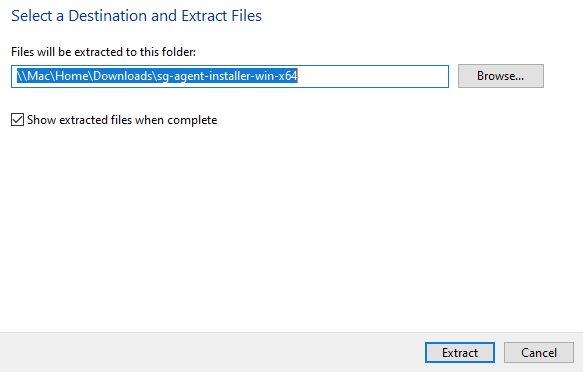 Select a Destination and Extract Files
Files will be extracted to this folder:
\\Mac\Home\Downloads\sg-agent-installer-win-x64
Browse...
Show extracted files when complete
Extract
Cancel